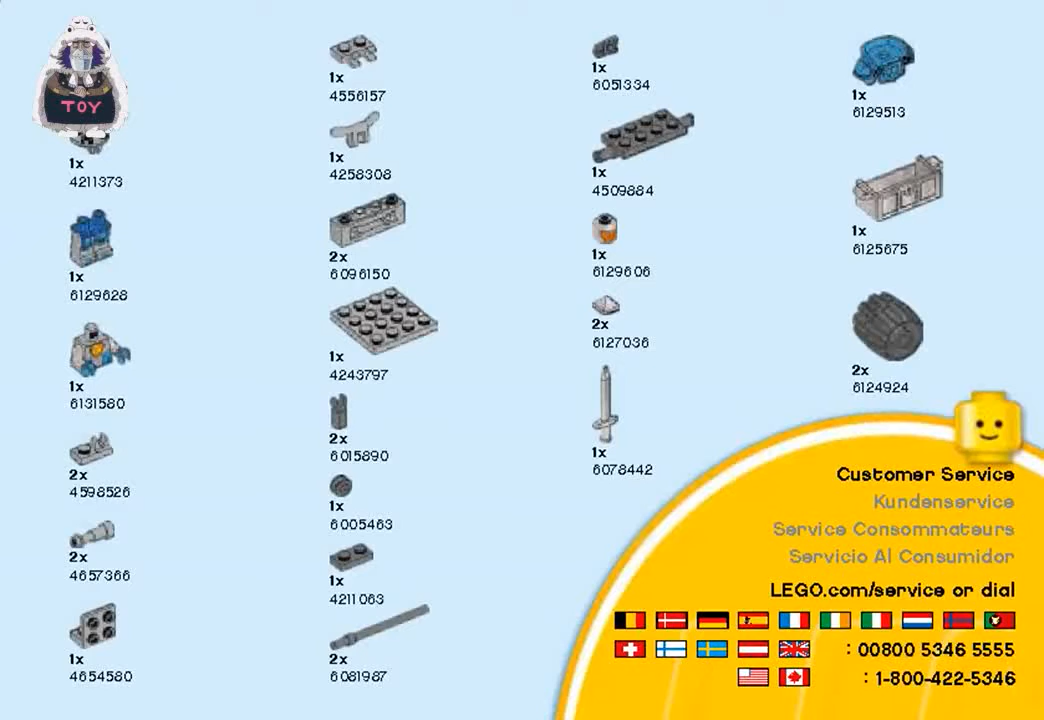 TOY
1x
4211373
1x
6129628
1x
6131580
2x
4598526
2x
4657366
1x
4654580
1x
4556157
1x
4258308
2x
6096150
1x
4243797
2x
6015890
1x
6005463
1x
4211063
2x
6081987
1x
6051334
1x
4509884
1x
6129606
2x
6127036
1x
6078442
1x
6129513
1x
6125675
2x
6124924
Customer Service
Kundenservice
Service Consommateurs
Servicio Al Consumidor
LEGO.com/service or dial
: 00800 5346 5555
: 1-800-422-5346